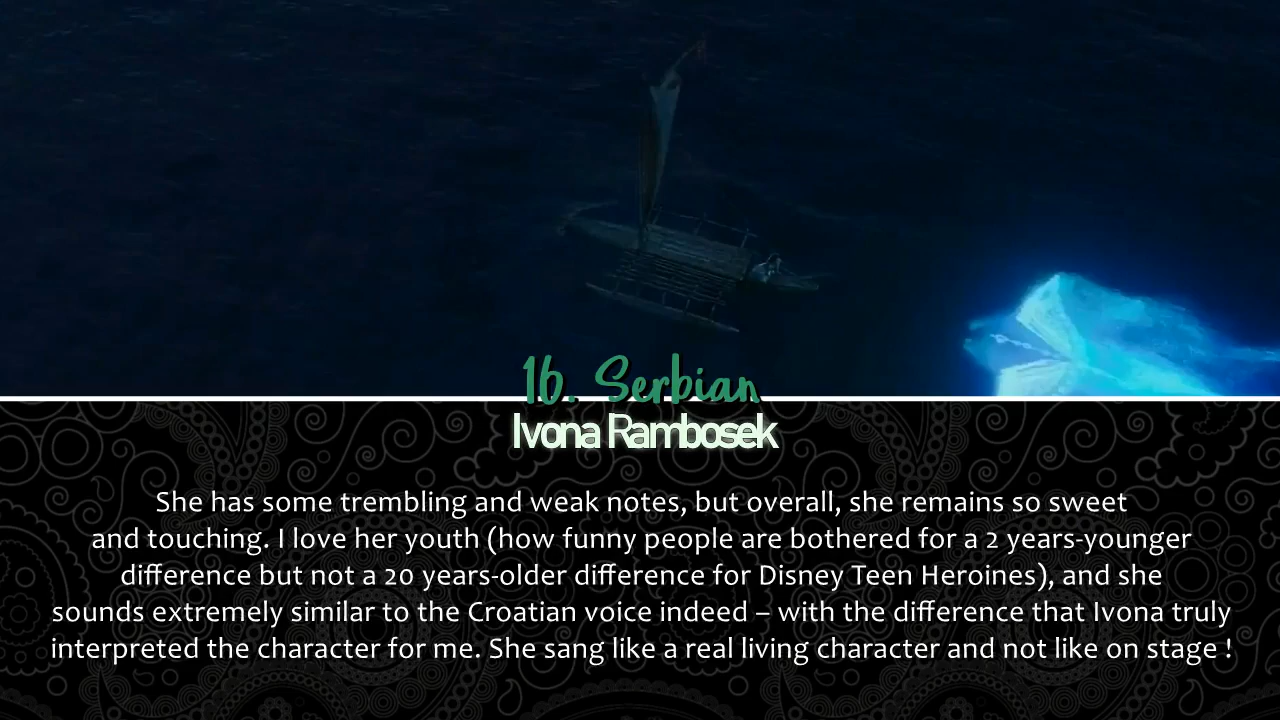 16. Serbian
Ivona Rambosek
She has some trembling and weak notes, but overall, she remains so sweet
and touching. I love her youth (how funny people are bothered for a 2 years-younger
difference but not a 20 years-older difference for Disney Teen Heroines), and she
sounds extremely similar to the Croatian voice indeed – with the difference that Ivona truly
interpreted the character for me. She sang like a real living character and not like on stage !